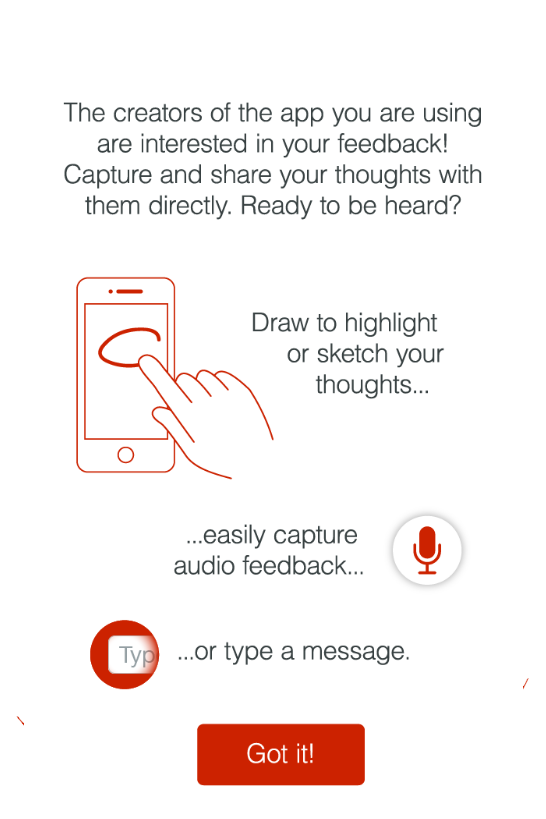 The creators of the app you are using
are interested in your feedback!
Capture and share your thoughts with
them directly. Ready to be heard?
Draw to highlight
or sketch your
thoughts...
...easily capture
audio feedback...
Typ
...or type a message.
Got it!